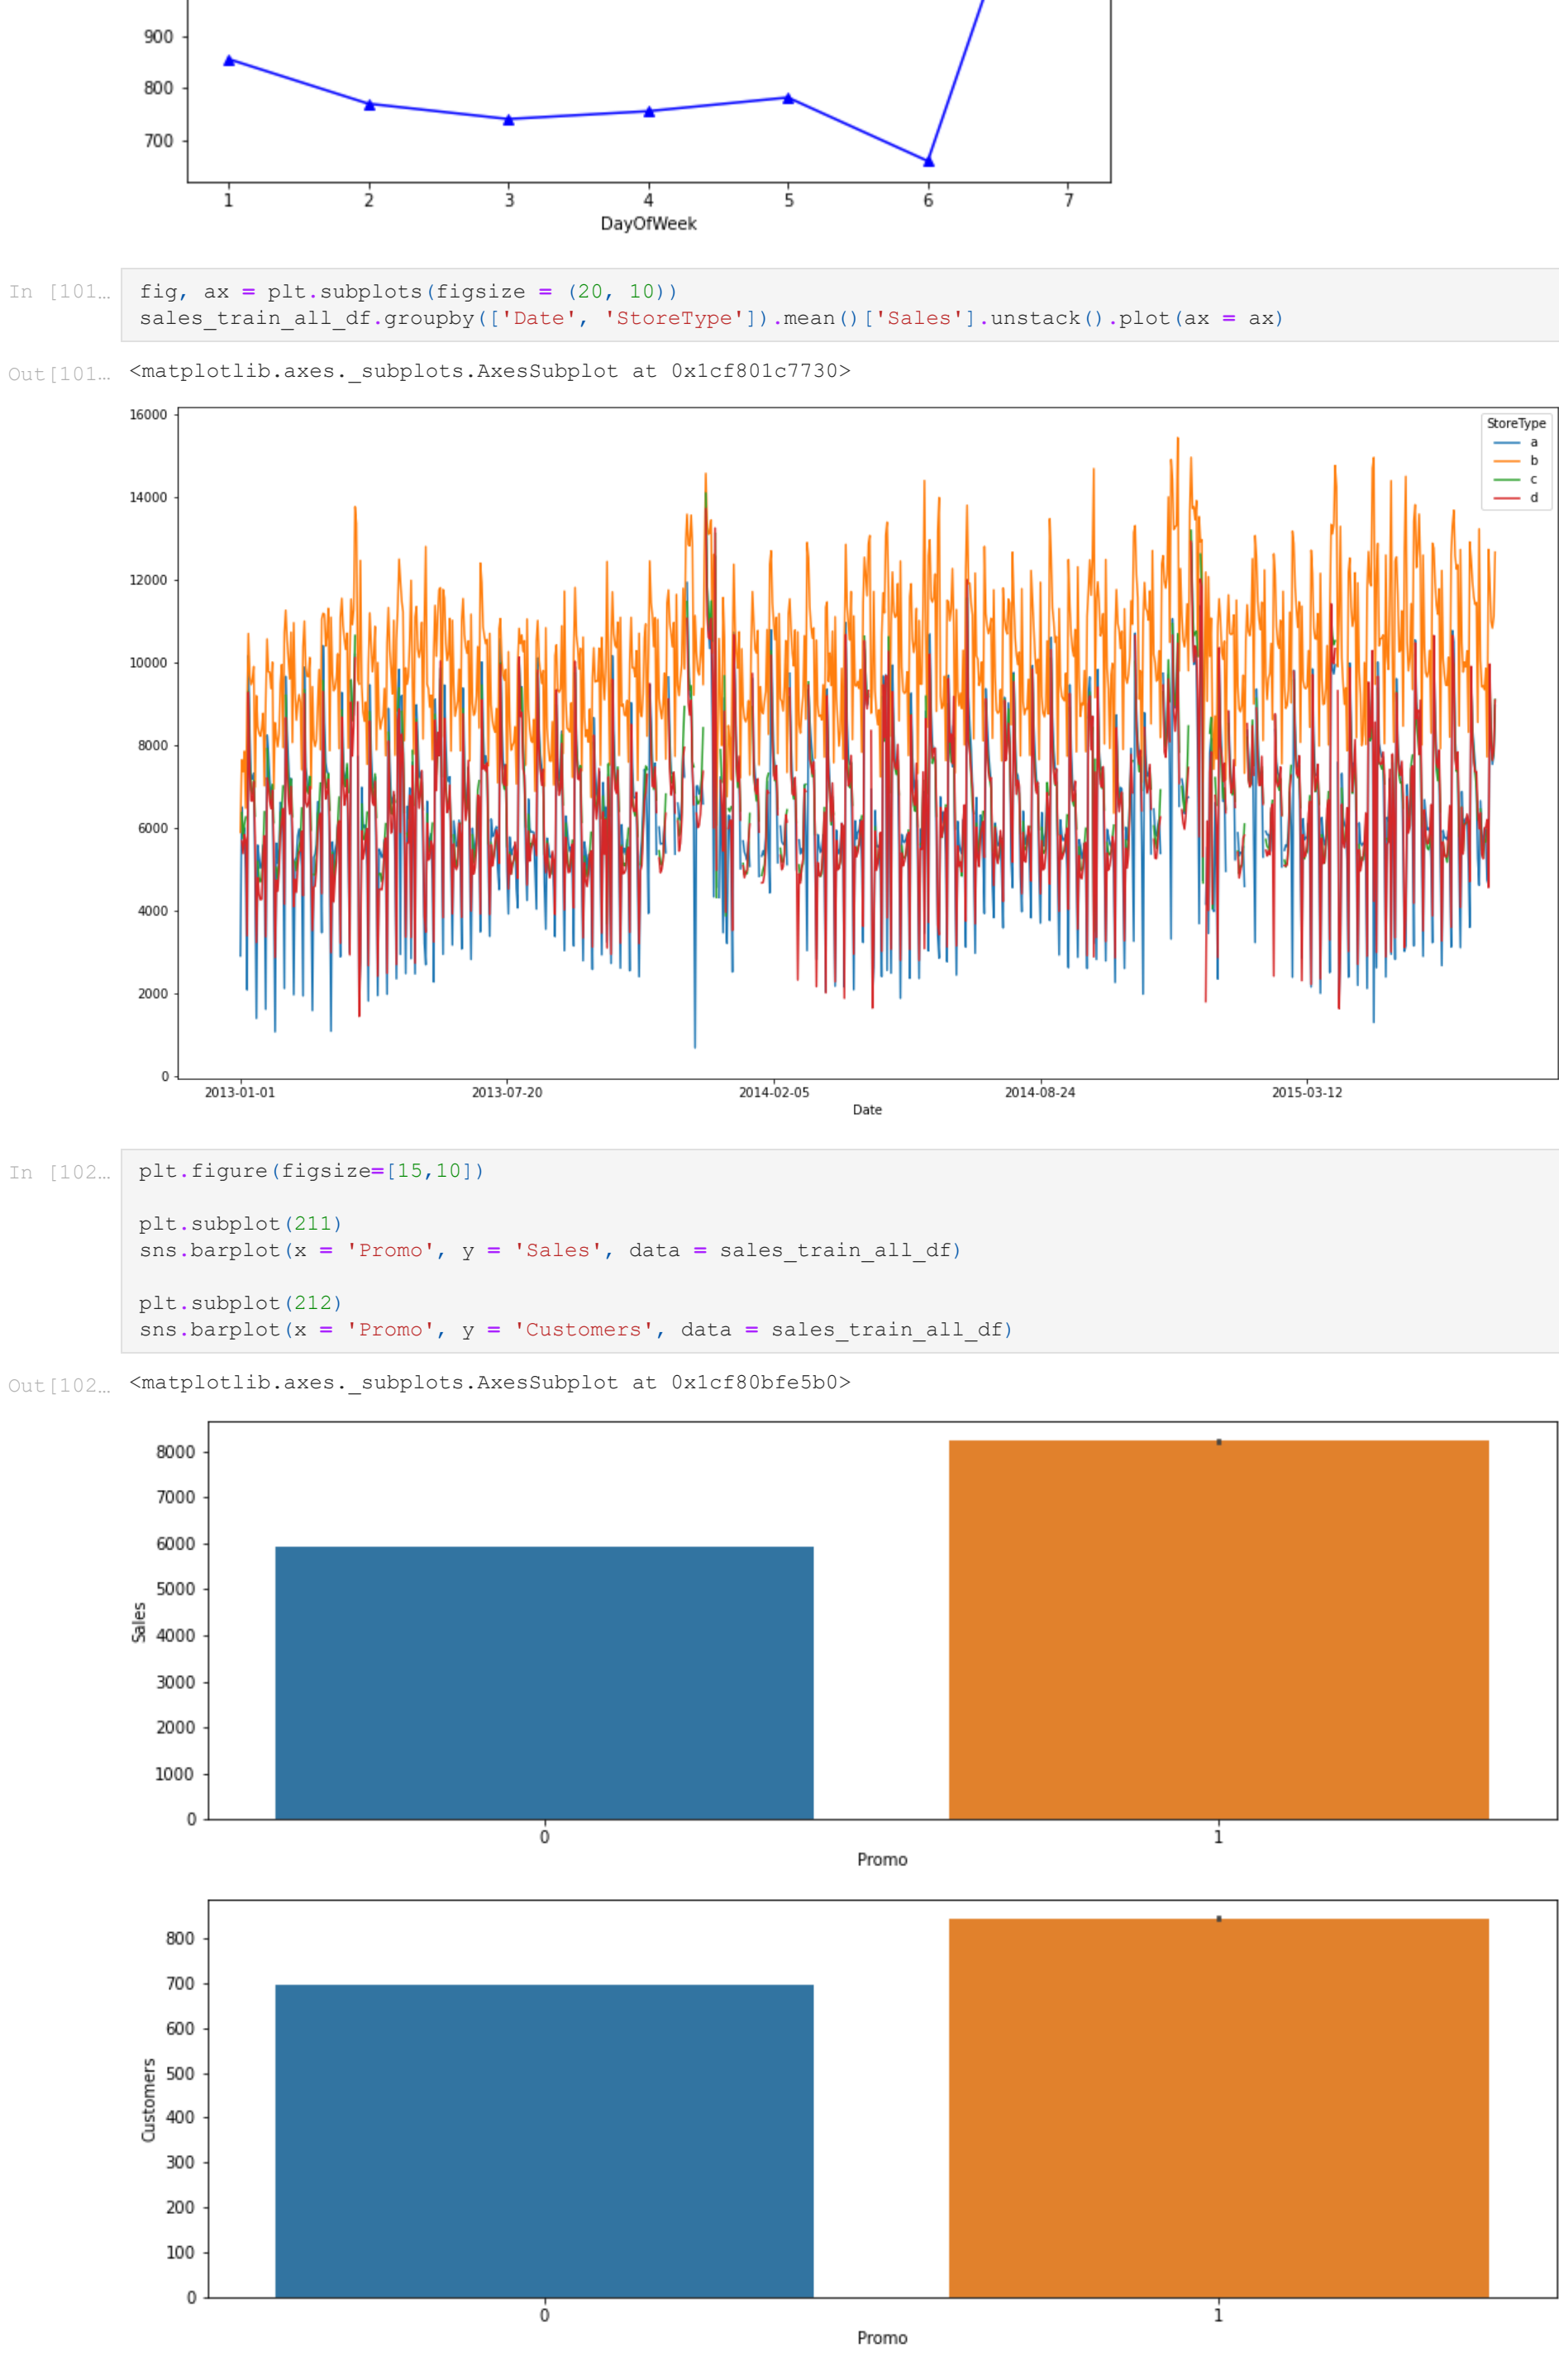 900
800
700
1 2 3 4 5 6 7
DayOfWeek
In [101…
fig, ax = plt.subplots(figsize = (20, 10))
sales_train_all_df.groupby(['Date', 'StoreType']).mean()['Sales'].unstack().plot(ax = ax)
Out[101…
<matplotlib.axes._subplots.AxesSubplot at 0x1cf801c7730>
16000
StoreType
a
b
c
d
14000
12000
10000
8000
6000
4000
2000
0
2013-01-01 2013-07-20 2014-02-05 2014-08-24 2015-03-12
Date
In [102…
plt.figure(figsize=[15,10])
plt.subplot(211)
sns.barplot(x = 'Promo', y = 'Sales', data = sales_train_all_df)
plt.subplot(212)
sns.barplot(x = 'Promo', y = 'Customers', data = sales_train_all_df)
Out[102…
<matplotlib.axes._subplots.AxesSubplot at 0x1cf80bfe5b0>
8000
7000
6000
5000
4000
3000
2000
1000
0
Sales
0 1
Promo
800
700
600
500
400
300
200
100
0
Customers
0 1
Promo